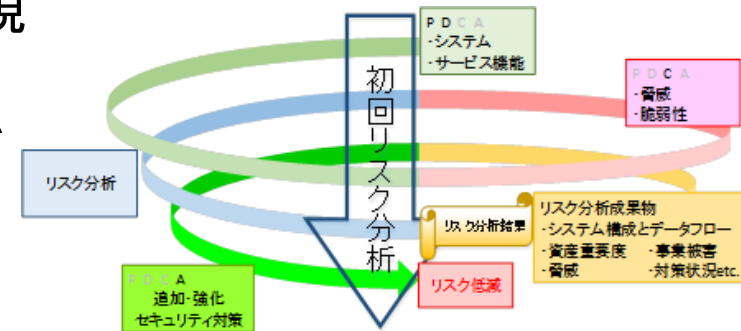 現
P D C A
・システム
・サービス機能
P D C A
・脅威
・脆弱性
初回リスク分析
リスク分析
リスク分析結果
リスク分析成果物
・システム構成とデータフロー
・資産重要度 ・事業被害
・脅威 ・対策状況etc.
リスク低減
P D C A
追加・強化
セキュリティ対策